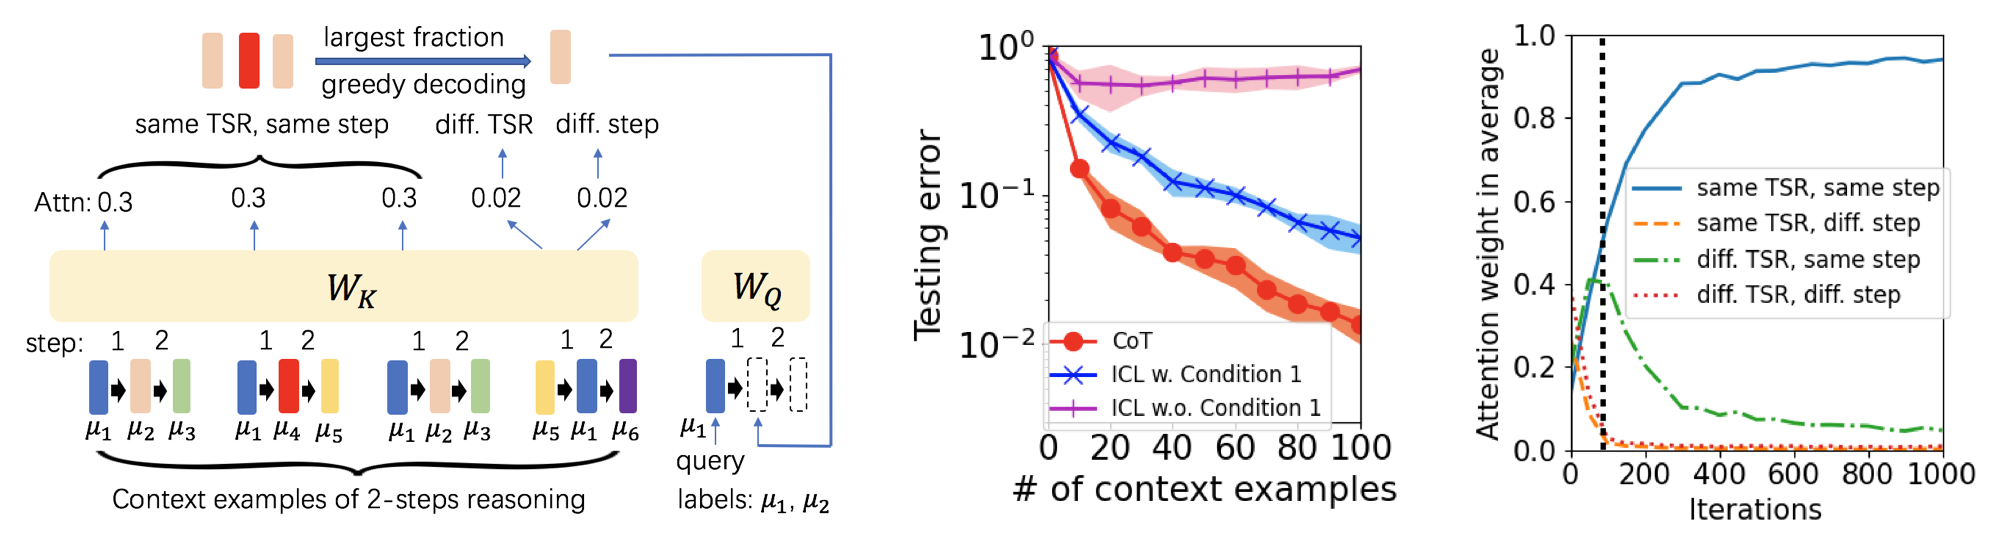 largest fraction
greedy decoding
same TSR, same step
diff. TSR
diff. step
Attn: 0.3
0.3
0.3
0.02
0.02
W_K
W_Q
step: 1 2
1 2
1 2
1 2
1 2
μ1 μ2 μ3
μ1 μ4 μ5
μ1 μ2 μ3
μ5 μ1 μ6
μ1
query
Context examples of 2-steps reasoning
labels: μ1, μ2
Testing error
10^0
10^-1
10^-2
CoT
ICL w. Condition 1
ICL w.o. Condition 1
0 20 40 60 80 100
# of context examples
Attention weight in average
1.0
0.8
0.6
0.4
0.2
0.0
same TSR, same step
same TSR, diff. step
diff. TSR, same step
diff. TSR, diff. step
0 200 400 600 800 1000
Iterations